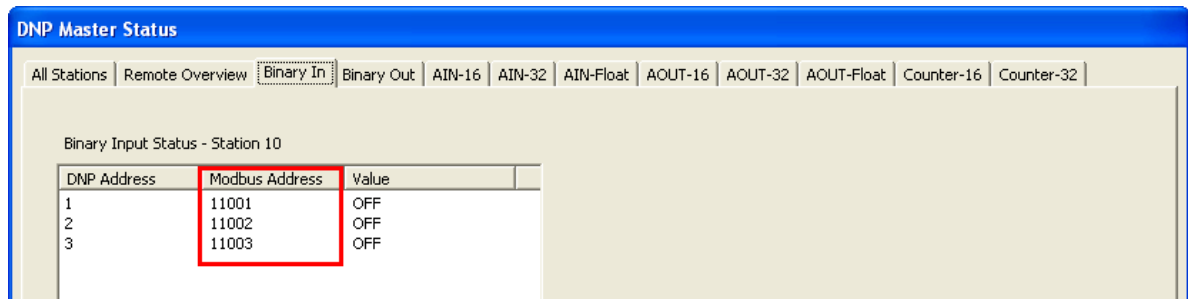 DNP Master Status
All Stations Remote Overview Binary In Binary Out AIN-16 AIN-32 AIN-Float AOUT-16 AOUT-32 AOUT-Float Counter-16 Counter-32
Binary Input Status - Station 10
DNP Address Modbus Address Value
1 11001 OFF
2 11002 OFF
3 11003 OFF